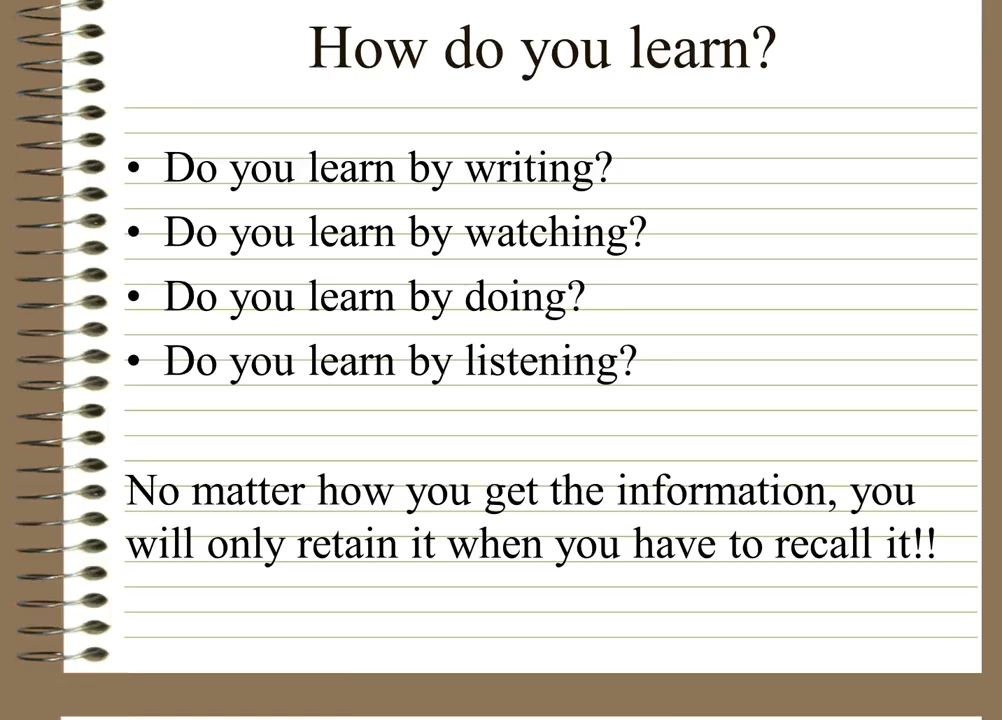 How do you learn?
• Do you learn by writing?
• Do you learn by watching?
• Do you learn by doing?
• Do you learn by listening?
No matter how you get the information, you
will only retain it when you have to recall it!!